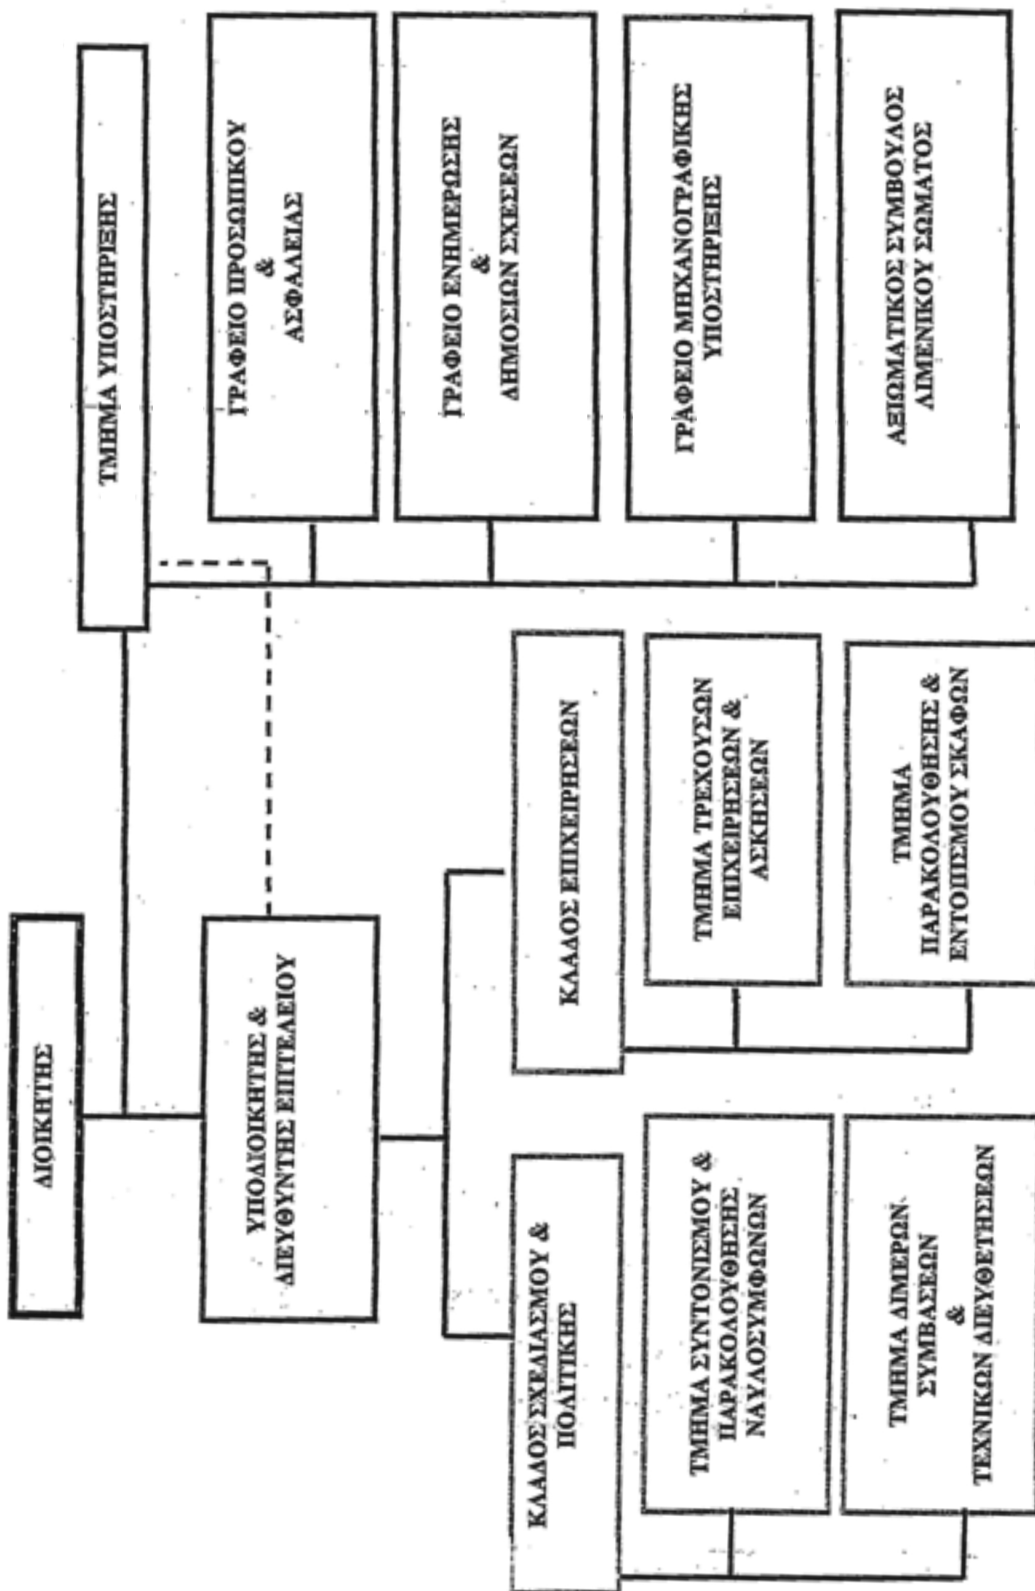 ΔΙΟΙΚΗΤΗΣ
ΤΜΗΜΑ ΥΠΟΣΤΗΡΙΞΗΣ
ΥΠΟΔΙΟΙΚΗΤΗΣ &
ΔΙΕΥΘΥΝΤΗΣ ΕΠΙΤΕΛΕΙΟΥ
ΓΡΑΦΕΙΟ ΠΡΟΣΩΠΙΚΟΥ
&
ΑΣΦΑΛΕΙΑΣ
ΓΡΑΦΕΙΟ ΕΝΗΜΕΡΩΣΗΣ
&
ΔΗΜΟΣΙΩΝ ΣΧΕΣΕΩΝ
ΓΡΑΦΕΙΟ ΜΗΧΑΝΟΓΡΑΦΙΚΗΣ
ΥΠΟΣΤΗΡΙΞΗΣ
ΑΞΙΩΜΑΤΙΚΟΣ ΣΥΜΒΟΥΛΟΣ
ΛΙΜΕΝΙΚΟΥ ΣΩΜΑΤΟΣ
ΚΛΑΔΟΣ ΣΧΕΔΙΑΣΜΟΥ &
ΠΟΛΙΤΙΚΗΣ
ΤΜΗΜΑ ΣΥΝΤΟΝΙΣΜΟΥ &
ΠΑΡΑΚΟΛΟΥΘΗΣΗΣ
ΝΑΥΛΟΣΥΜΦΩΝΩΝ
ΤΜΗΜΑ ΔΙΜΕΡΩΝ
ΣΥΜΒΑΣΕΩΝ
&
ΤΕΧΝΙΚΩΝ ΔΙΕΥΘΕΤΗΣΕΩΝ
ΚΛΑΔΟΣ ΕΠΙΧΕΙΡΗΣΕΩΝ
ΤΜΗΜΑ ΤΡΕΧΟΥΣΩΝ
ΕΠΙΧΕΙΡΗΣΕΩΝ &
ΑΣΚΗΣΕΩΝ
ΤΜΗΜΑ
ΠΑΡΑΚΟΛΟΥΘΗΣΗΣ &
ΕΝΤΟΠΙΣΜΟΥ ΣΚΑΦΩΝ